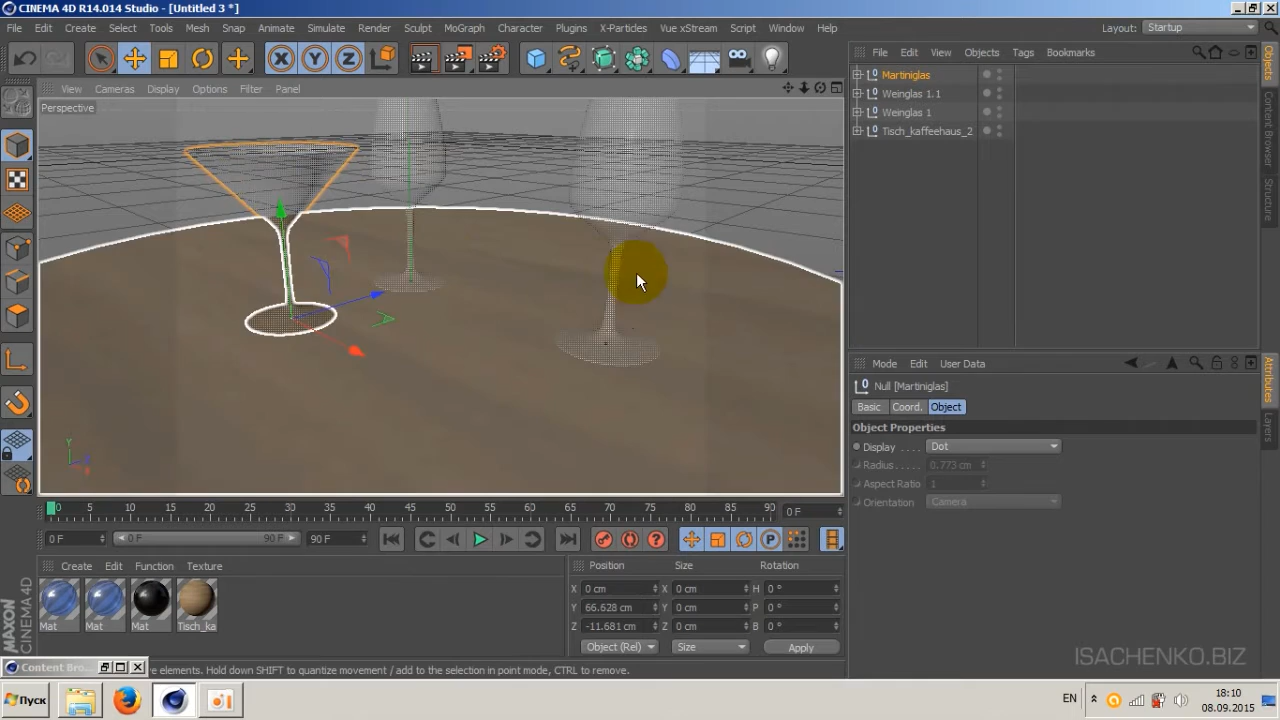 CINEMA 4D R14.014 Studio - [Untitled 3 *]
File Edit Create Select Tools Mesh Snap Animate Simulate Render Sculpt MoGraph Character Plugins X-Particles Vue xStream Script Window Help Layout: Startup
View Cameras Display Options Filter Panel
Perspective
File Edit View Objects Tags Bookmarks
Martiniglas
Weinglas 1.1
Weinglas 1
Tisch_kaffeehaus_2
Objects
Content Browser
Structure
Mode Edit User Data
Null [Martiniglas]
Basic Coord. Object
Object Properties
Display . . . . Dot
Radius . . . . . 0.773 cm
Aspect Ratio 1
Orientation Camera
Attributes
Layers
Y
0 5 10 15 20 25 30 35 40 45 50 55 60 65 70 75 80 85 90 0 F
0 F 0 F 90 F 90 F
Create Edit Function Texture
Mat Mat Mat Tisch_ka
Position Size Rotation
X 0 cm X 0 cm H 0 °
Y 66.628 cm Y 0 cm P 0 °
Z -11.681 cm Z 0 cm B 0 °
Object (Rel) Size Apply
MAXON
CINEMA 4D
Content Bro...
e elements. Hold down SHIFT to quantize movement / add to the selection in point mode, CTRL to remove.
ISACHENKO.BIZ
Пуск
EN
18:10
08.09.2015